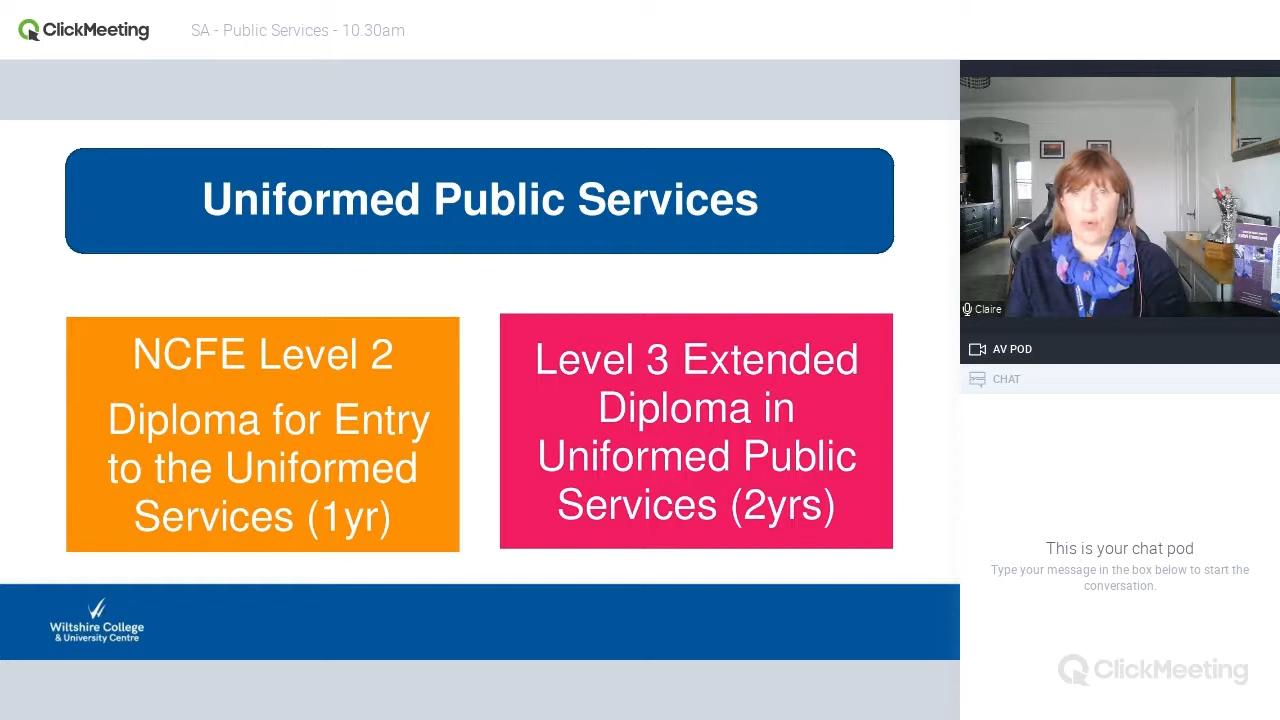 ClickMeeting
SA - Public Services - 10.30am
Uniformed Public Services
NCFE Level 2
Diploma for Entry
to the Uniformed
Services (1yr)
Level 3 Extended
Diploma in
Uniformed Public
Services (2yrs)
Wiltshire College
& University Centre
Claire
AV POD
CHAT
This is your chat pod
Type your message in the box below to start the
conversation.
ClickMeeting